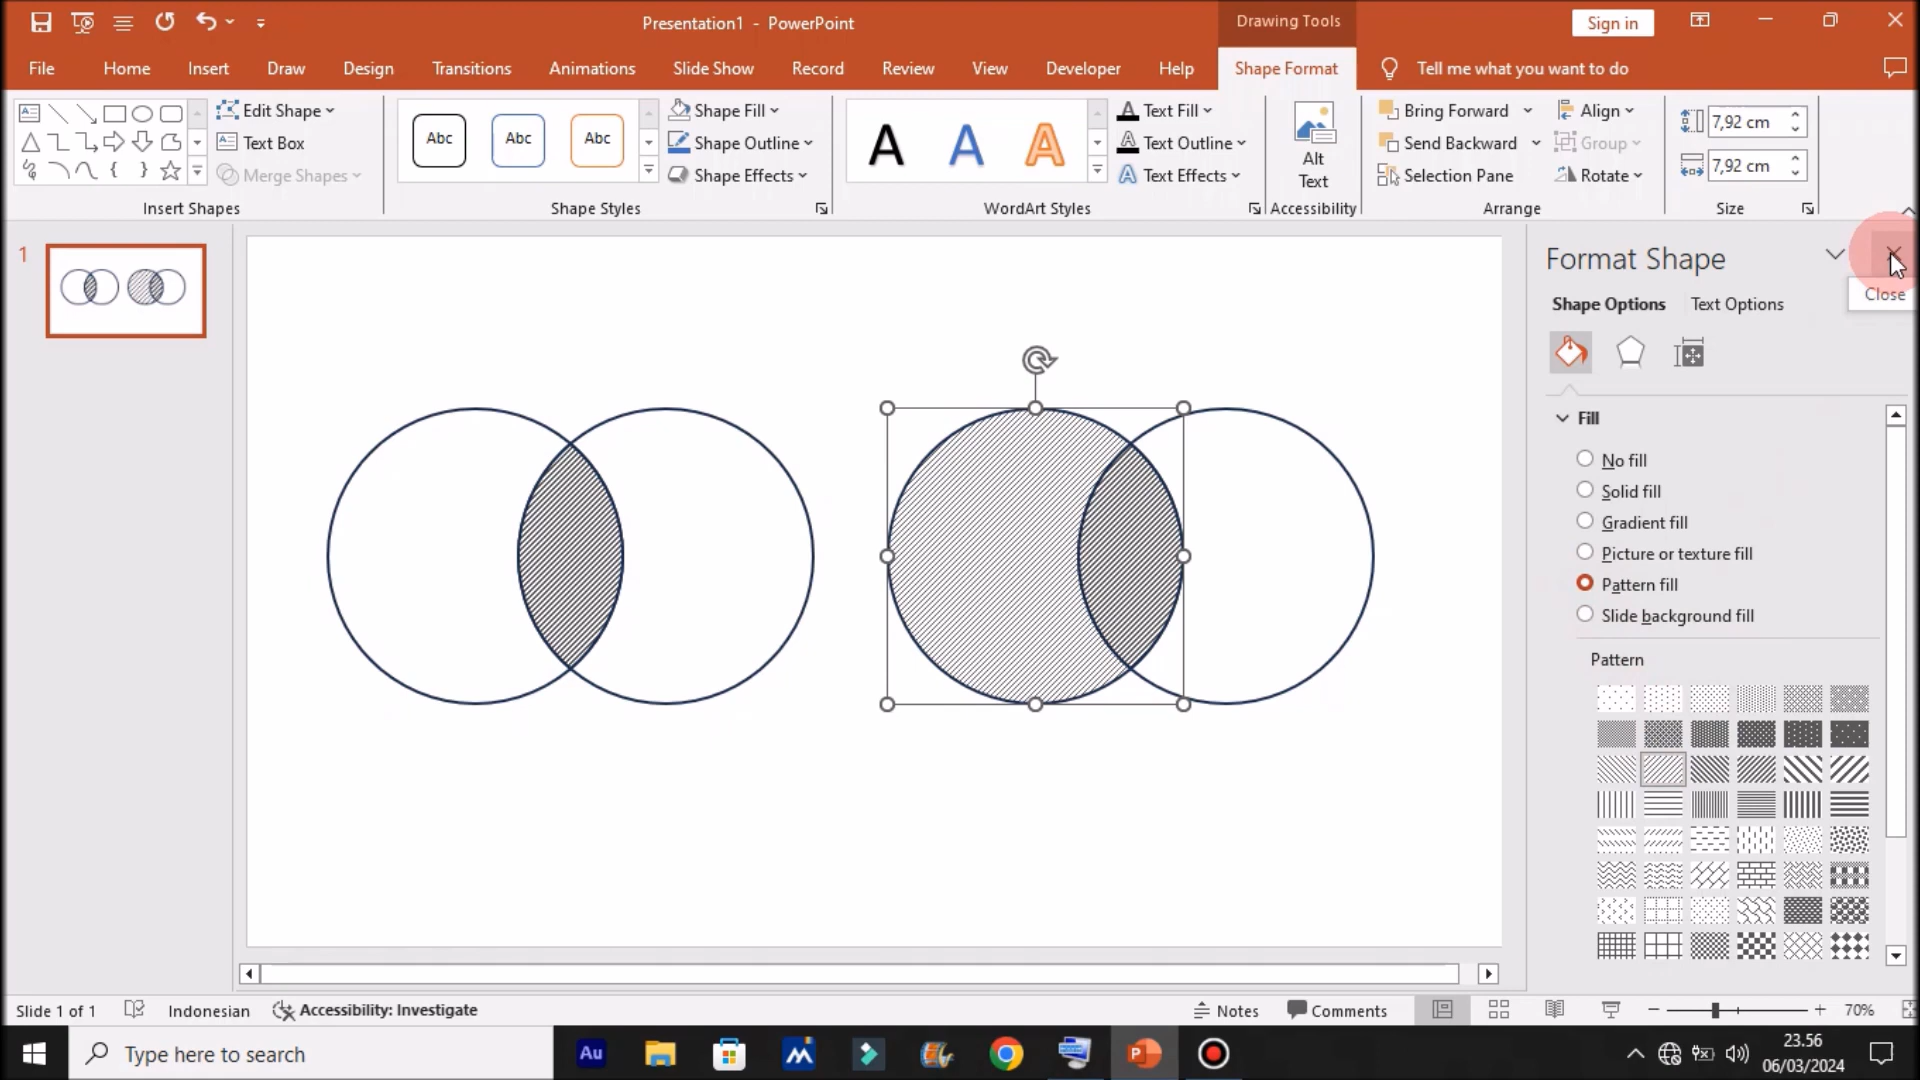 Presentation1 - PowerPoint
Drawing Tools
Sign in
File Home Insert Draw Design Transitions Animations Slide Show Record Review View Developer Help Shape Format Tell me what you want to do
Edit Shape
Text Box
Merge Shapes
Insert Shapes
Abc Abc Abc
Shape Fill
Shape Outline
Shape Effects
Shape Styles
A A A
Text Fill
Text Outline
Text Effects
WordArt Styles
Alt
Text
Accessibility
Bring Forward
Send Backward
Selection Pane
Align
Group
Rotate
Arrange
7,92 cm
7,92 cm
Size
1
Format Shape
Close
Shape Options Text Options
Fill
No fill
Solid fill
Gradient fill
Picture or texture fill
Pattern fill
Slide background fill
Pattern
Slide 1 of 1 Indonesian Accessibility: Investigate Notes Comments 70%
Type here to search
Au
23.56
06/03/2024